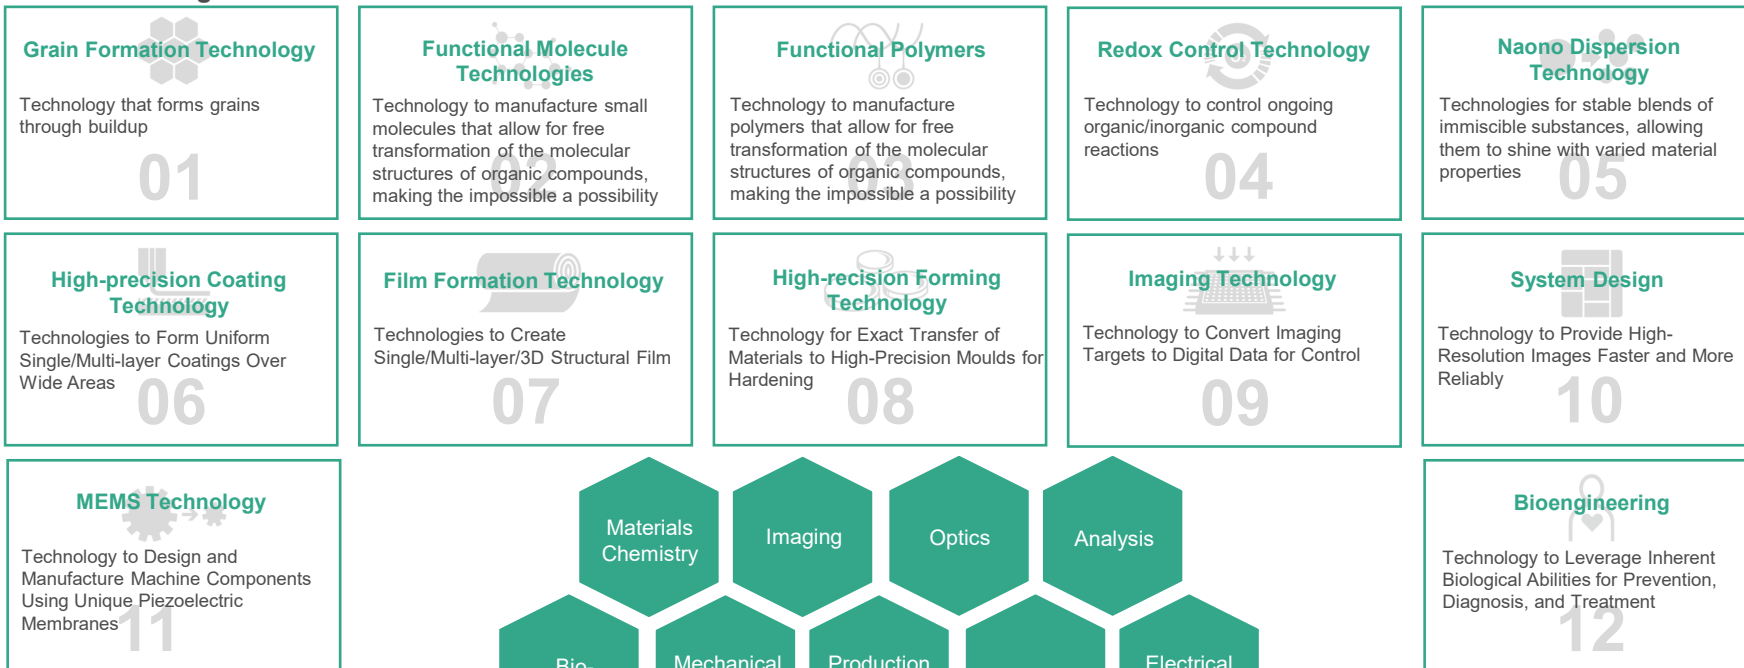 Grain Formation Technology
Technology that forms grains
through buildup
01
Functional Molecule
Technologies
Technology to manufacture small
molecules that allow for free
transformation of the molecular
structures of organic compounds,
making the impossible a possibility
02
Functional Polymers
Technology to manufacture
polymers that allow for free
transformation of the molecular
structures of organic compounds,
making the impossible a possibility
03
Redox Control Technology
Technology to control ongoing
organic/inorganic compound
reactions
04
Naono Dispersion
Technology
Technologies for stable blends of
immiscible substances, allowing
them to shine with varied material
properties
05
High-precision Coating
Technology
Technologies to Form Uniform
Single/Multi-layer Coatings Over
Wide Areas
06
Film Formation Technology
Technologies to Create
Single/Multi-layer/3D Structural Film
07
High-recision Forming
Technology
Technology for Exact Transfer of
Materials to High-Precision Moulds for
Hardening
08
Imaging Technology
Technology to Convert Imaging
Targets to Digital Data for Control
09
System Design
Technology to Provide High-
Resolution Images Faster and More
Reliably
10
MEMS Technology
Technology to Design and
Manufacture Machine Components
Using Unique Piezoelectric
Membranes
11
Materials
Chemistry
Imaging
Optics
Analysis
Bio-
Mechanical
Production
Electrical
Bioengineering
Technology to Leverage Inherent
Biological Abilities for Prevention,
Diagnosis, and Treatment
12